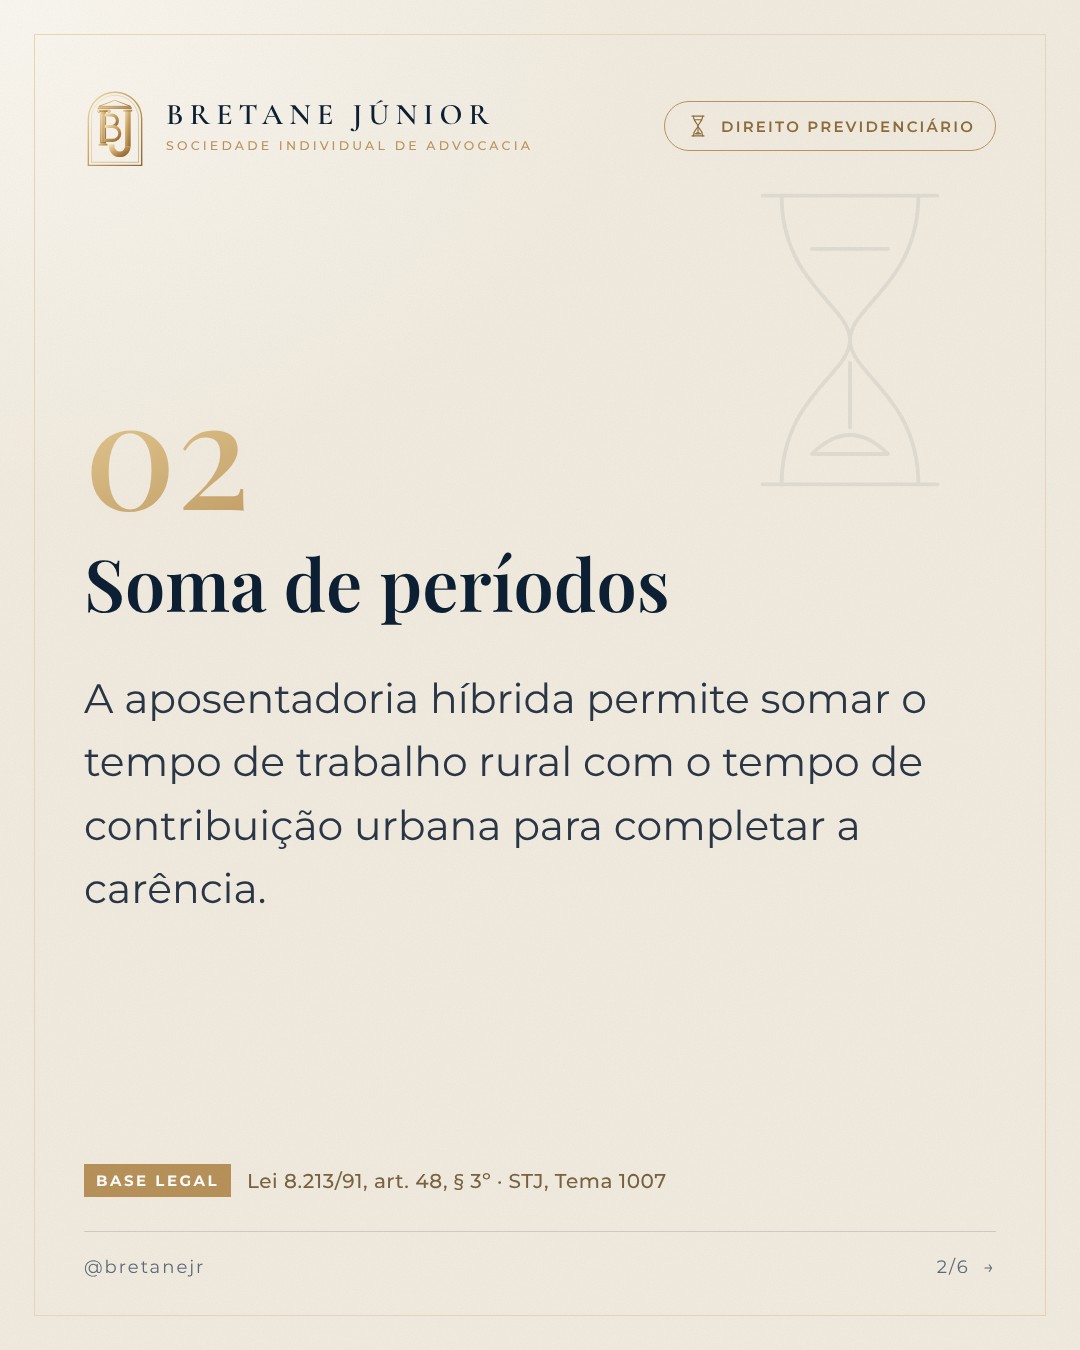 BJ
BRETANE JÚNIOR
SOCIEDADE INDIVIDUAL DE ADVOCACIA
DIREITO PREVIDENCIÁRIO
02
Soma de períodos
A aposentadoria híbrida permite somar o
tempo de trabalho rural com o tempo de
contribuição urbana para completar a
carência.
BASE LEGAL Lei 8.213/91, art. 48, § 3º · STJ, Tema 1007
@bretanejr
2/6 →